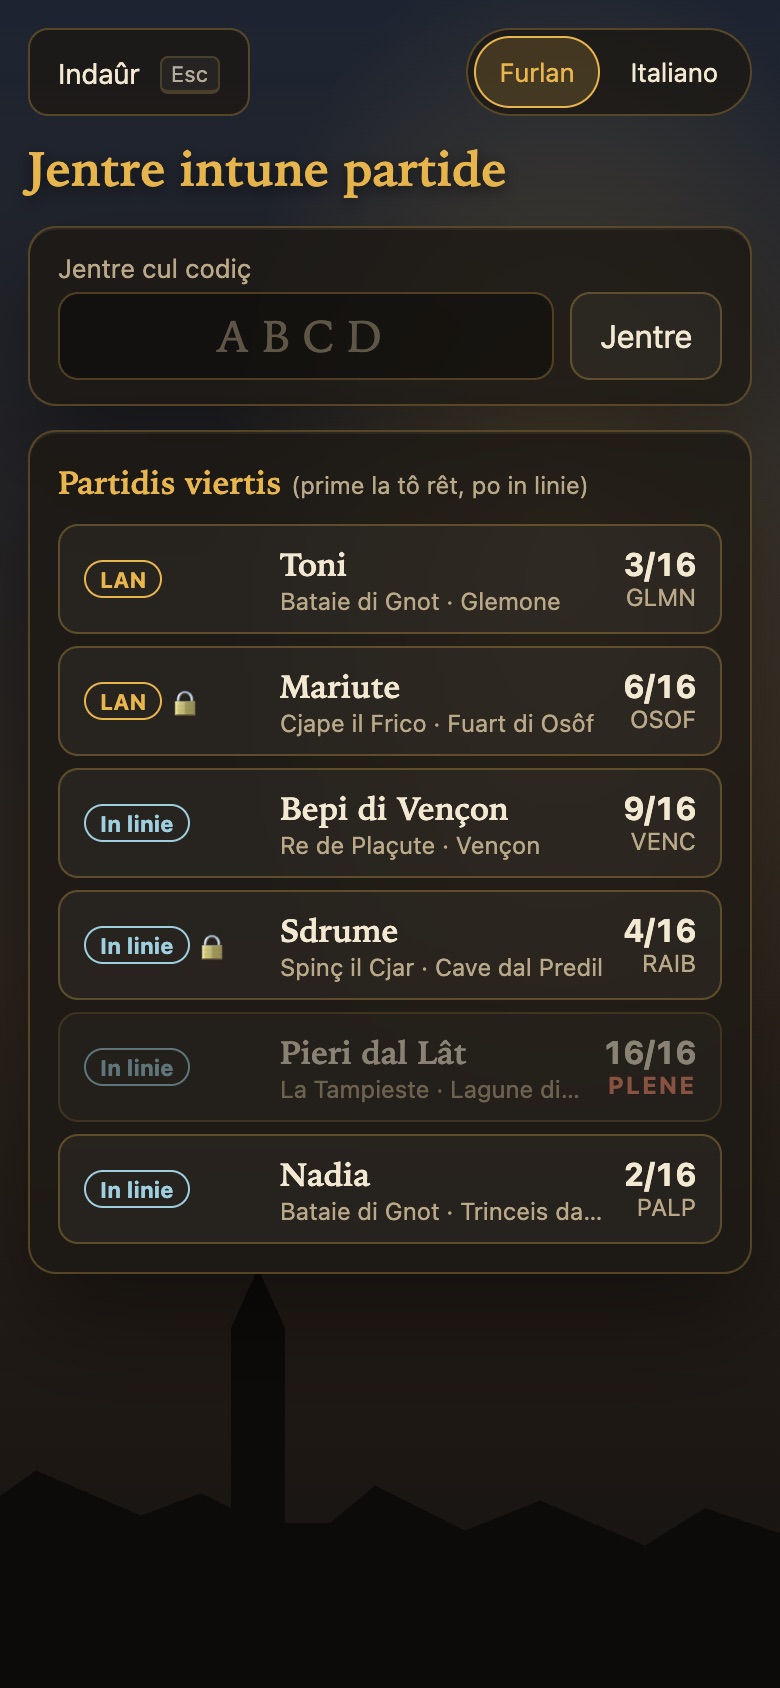 Indaûr Esc
Furlan Italiano
Jentre intune partide
Jentre cul codiç
ABCD
Jentre
Partidis viertis (prime la tô rêt, po in linie)
LAN Toni 3/16
Bataie di Gnot · Glemone GLMN
LAN Mariute 6/16
Cjape il Frico · Fuart di Osôf OSOF
In linie Bepi di Vençon 9/16
Re de Plaçute · Vençon VENC
In linie Sdrume 4/16
Spinç il Cjar · Cave dal Predil RAIB
In linie Pieri dal Lât 16/16
La Tampieste · Lagune di... PLENE
In linie Nadia 2/16
Bataie di Gnot · Trinceis da... PALP